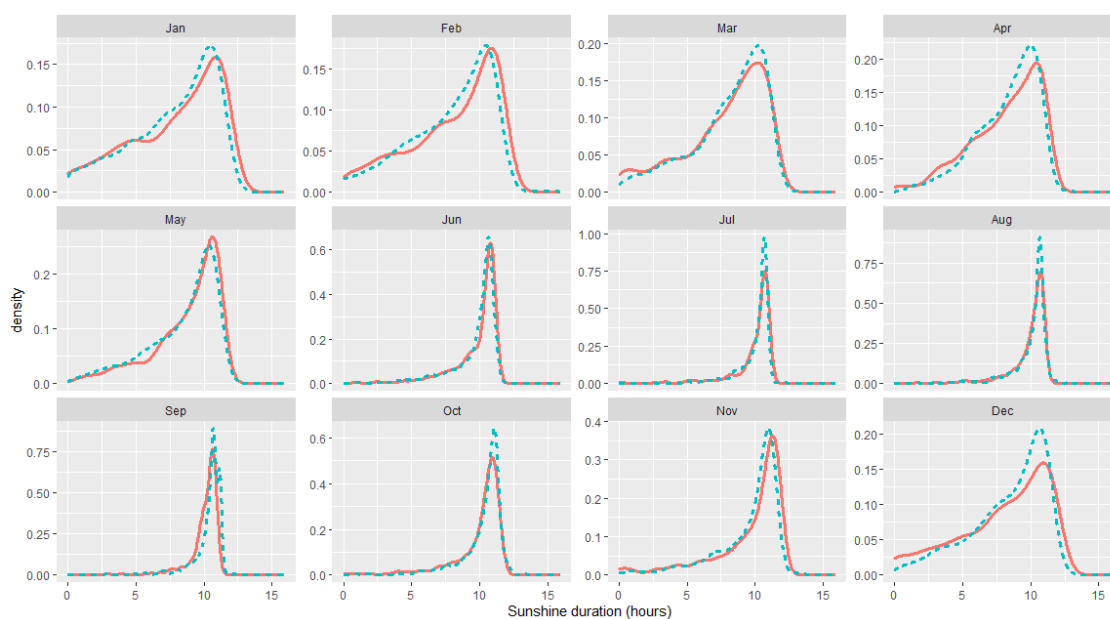 Jan Feb Mar Apr
0.15 0.15 0.20 0.20
0.10 0.10 0.15 0.15
0.05 0.05 0.10 0.10
0.00 0.00 0.05 0.05
0.00 0.00
May Jun Jul Aug
0.2 0.6 1.00 0.75
0.1 0.4 0.75 0.50
0.0 0.2 0.50 0.25
0.0 0.25 0.00
0.00
density
Sep Oct Nov Dec
0.75 0.6 0.4 0.20
0.50 0.4 0.3 0.15
0.25 0.2 0.2 0.10
0.00 0.0 0.1 0.05
0.0 0.00
0 5 10 15 0 5 10 15 0 5 10 15 0 5 10 15
Sunshine duration (hours)